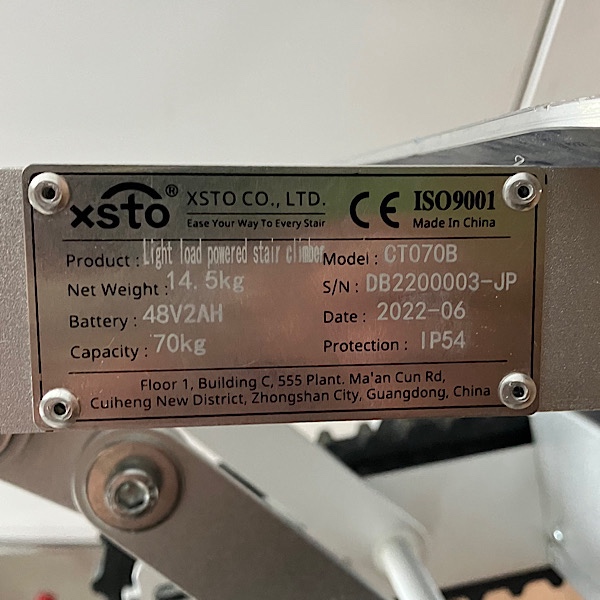 xsto® XSTO CO., LTD. CE ISO9001
Ease Your Way To Every Stair Made In China
Product : Light load powered stair climber Model : CT070B
Net Weight : 14.5kg S/N : DB2200003-JP
Battery : 48V2AH Date : 2022-06
Capacity : 70kg Protection : IP54
Floor 1, Building C, 555 Plant. Ma'an Cun Rd,
Cuiheng New District, Zhongshan City, Guangdong, China